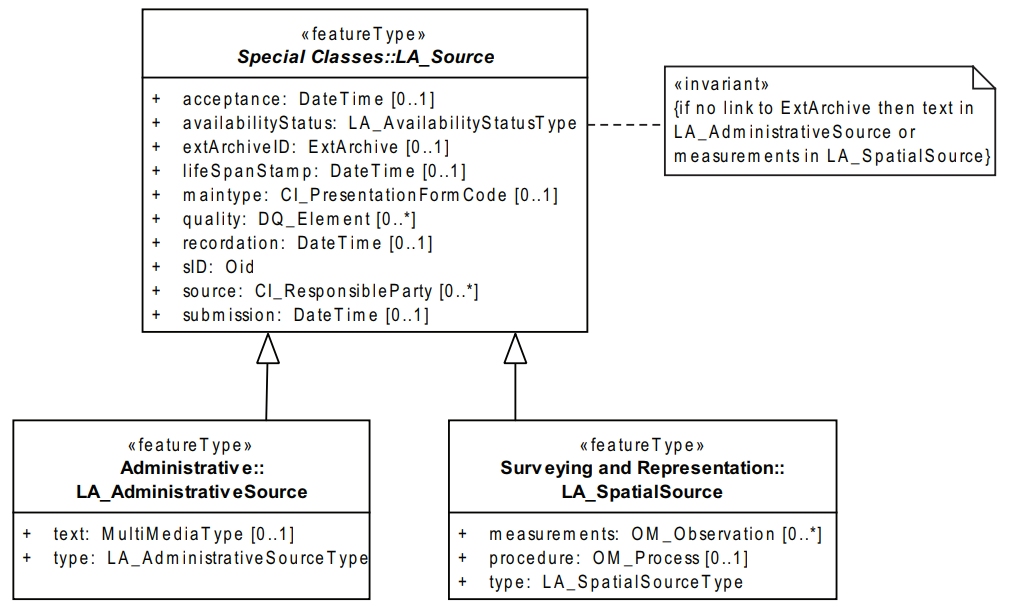 «featureType»
Special Classes::LA_Source
+ acceptance: DateTime [0..1]
+ availabilityStatus: LA_AvailabilityStatusType
+ extArchiveID: ExtArchive [0..1]
+ lifeSpanStamp: DateTime [0..1]
+ maintype: CI_PresentationFormCode [0..1]
+ quality: DQ_Element [0..*]
+ recordation: DateTime [0..1]
+ sID: Oid
+ source: CI_ResponsibleParty [0..*]
+ submission: DateTime [0..1]
«invariant»
{if no link to ExtArchive then text in
LA_AdministrativeSource or
measurements in LA_SpatialSource}
«featureType»
Administrative::
LA_AdministrativeSource
+ text: MultiMediaType [0..1]
+ type: LA_AdministrativeSourceType
«featureType»
Surveying and Representation::
LA_SpatialSource
+ measurements: OM_Observation [0..*]
+ procedure: OM_Process [0..1]
+ type: LA_SpatialSourceType